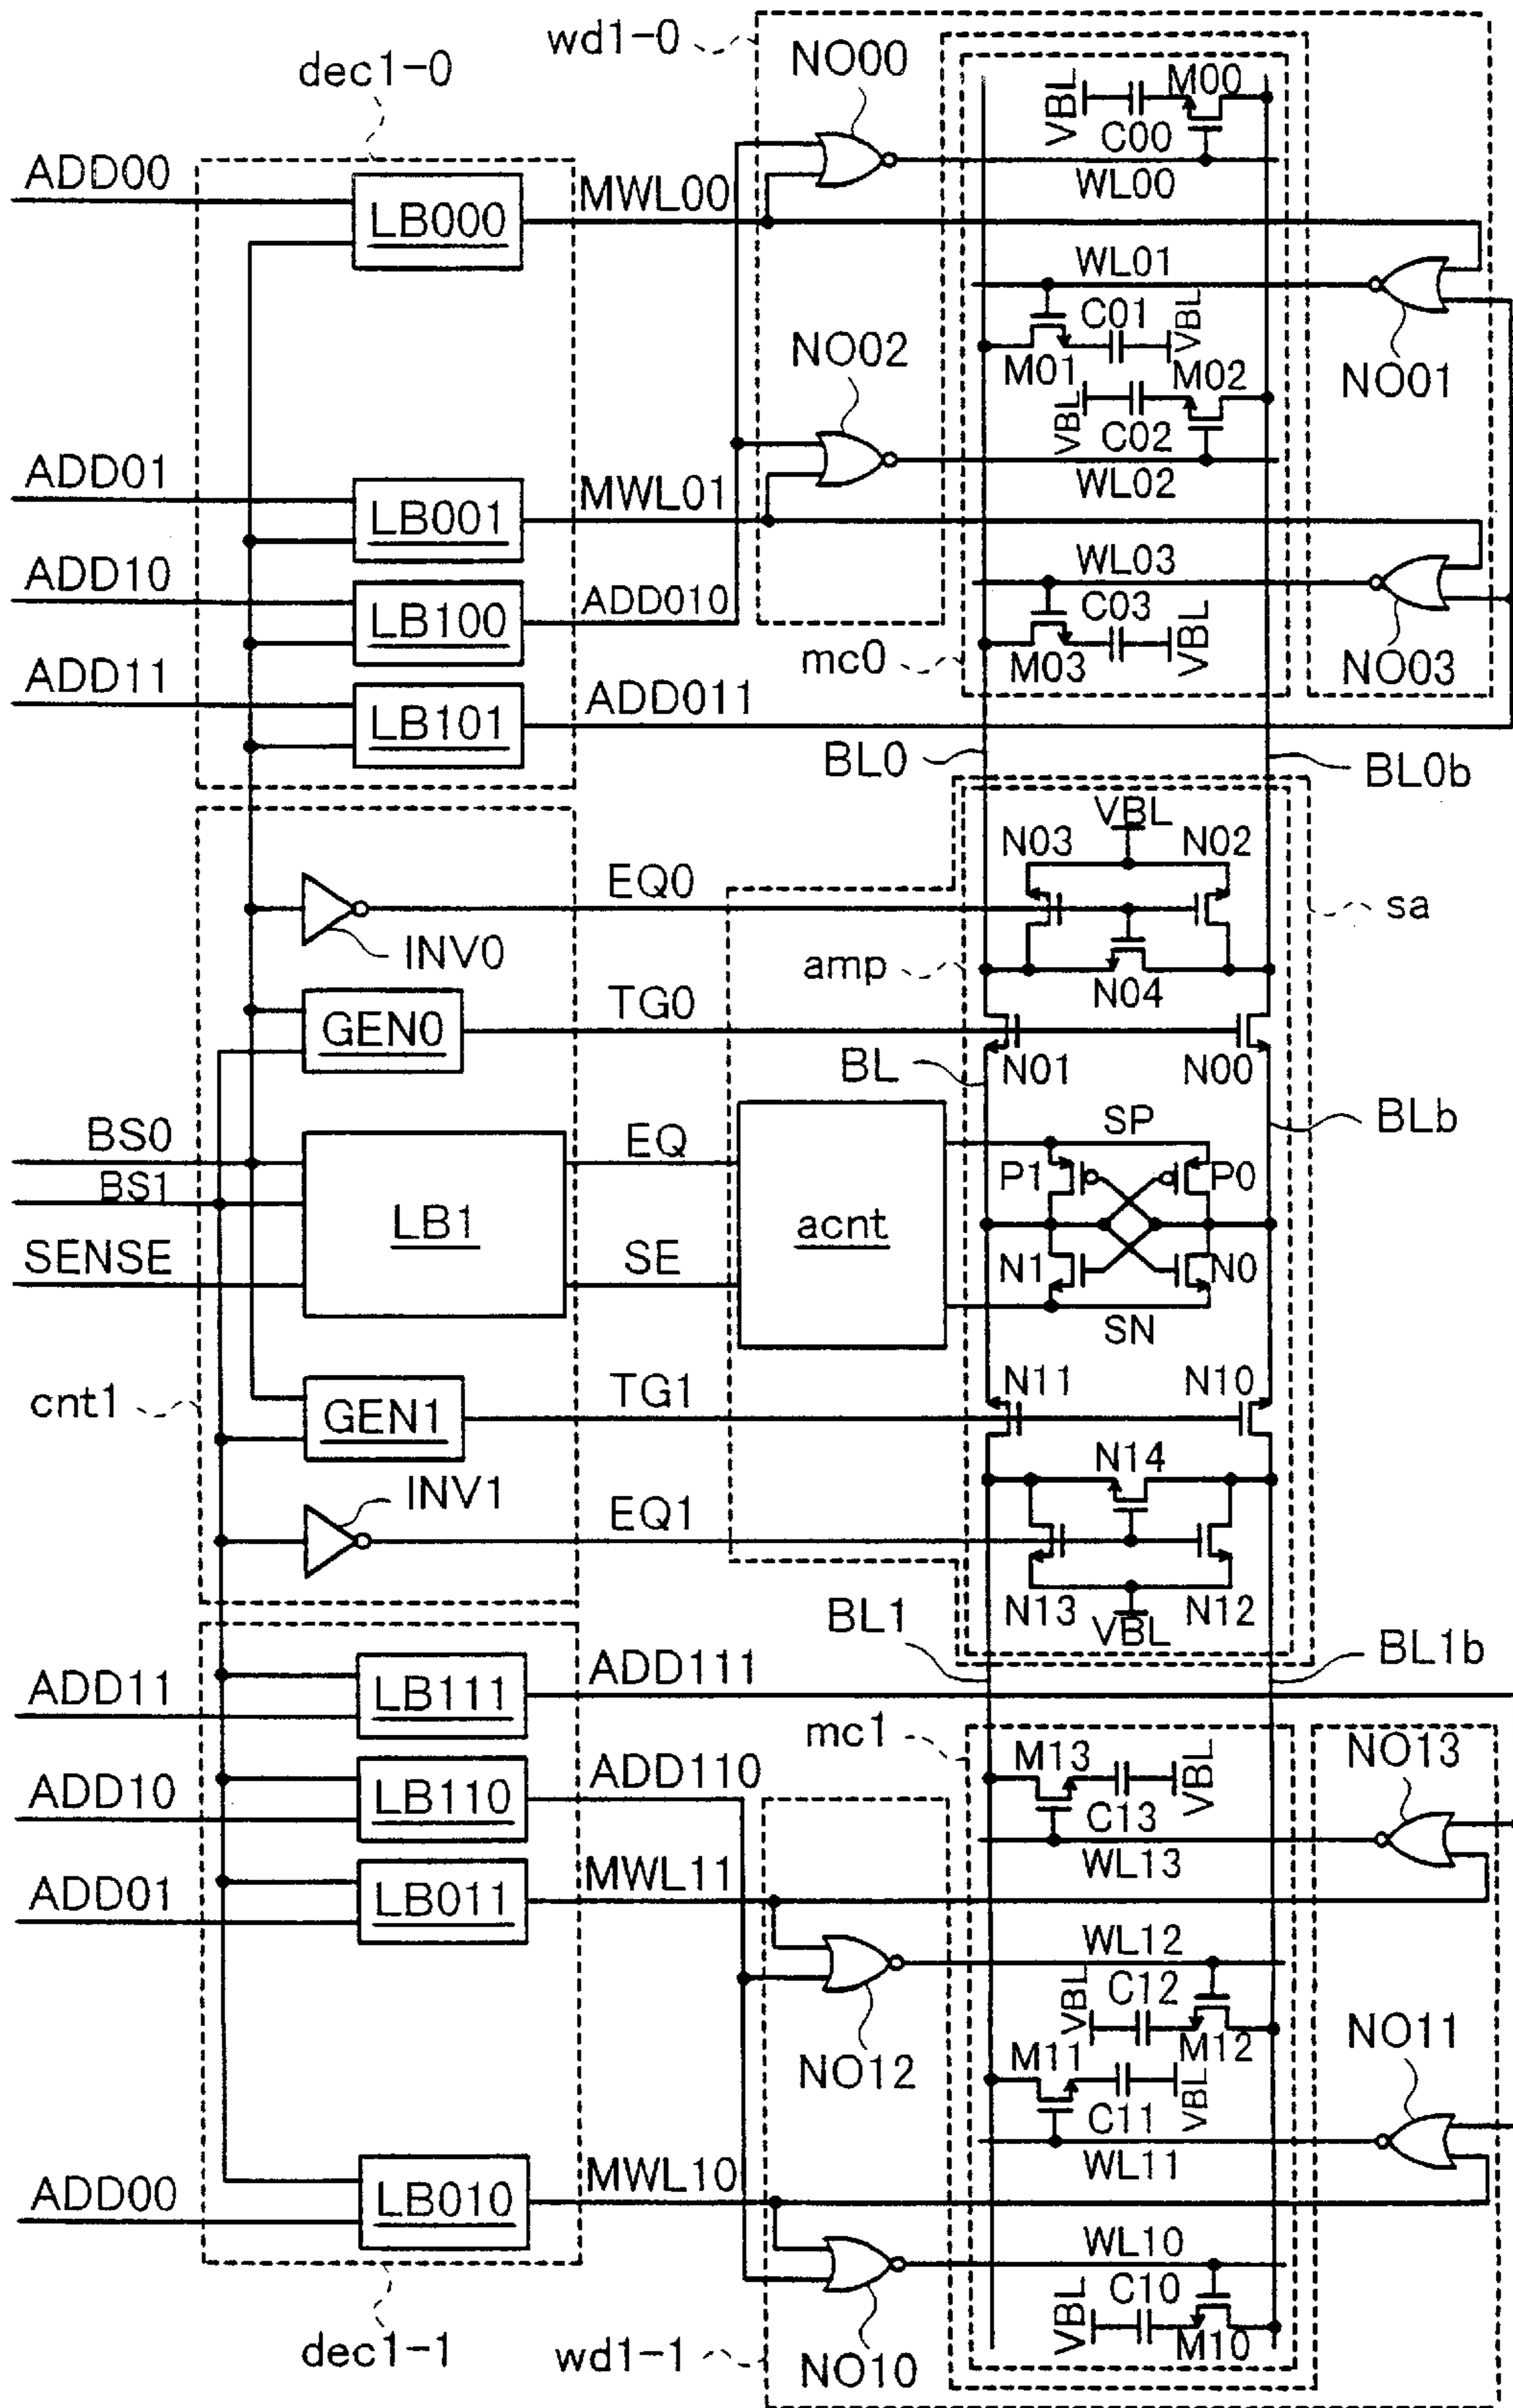 wd1-0
dec1-0
NO00
VBL
M00
C00
ADD00
LB000
MWL00
WL00
WL01
C01
VBL
NO02
M01
M02
NO01
VBL
C02
ADD01
LB001
MWL01
WL02
WL03
ADD10
LB100
ADD010
C03
VBL
mc0
M03
NO03
ADD11
LB101
ADD011
BL0
BL0b
VBL
N03
N02
EQ0
sa
INV0
amp
N04
TG0
GEN0
BL
N01
N00
BLb
BS0
EQ
SP
BS1
P1
P0
LB1
acnt
SENSE
SE
N1
N0
SN
N11
N10
cnt1
TG1
GEN1
N14
INV1
EQ1
N13
N12
BL1
VBL
BL1b
ADD111
LB111
ADD11
mc1
NO13
M13
VBL
ADD110
ADD10
LB110
C13
WL13
MWL11
ADD01
LB011
WL12
VBL
C12
NO11
M12
NO12
M11
VBL
C11
MWL10
WL11
ADD00
LB010
WL10
VBL
C10
dec1-1
wd1-1
NO10
M10